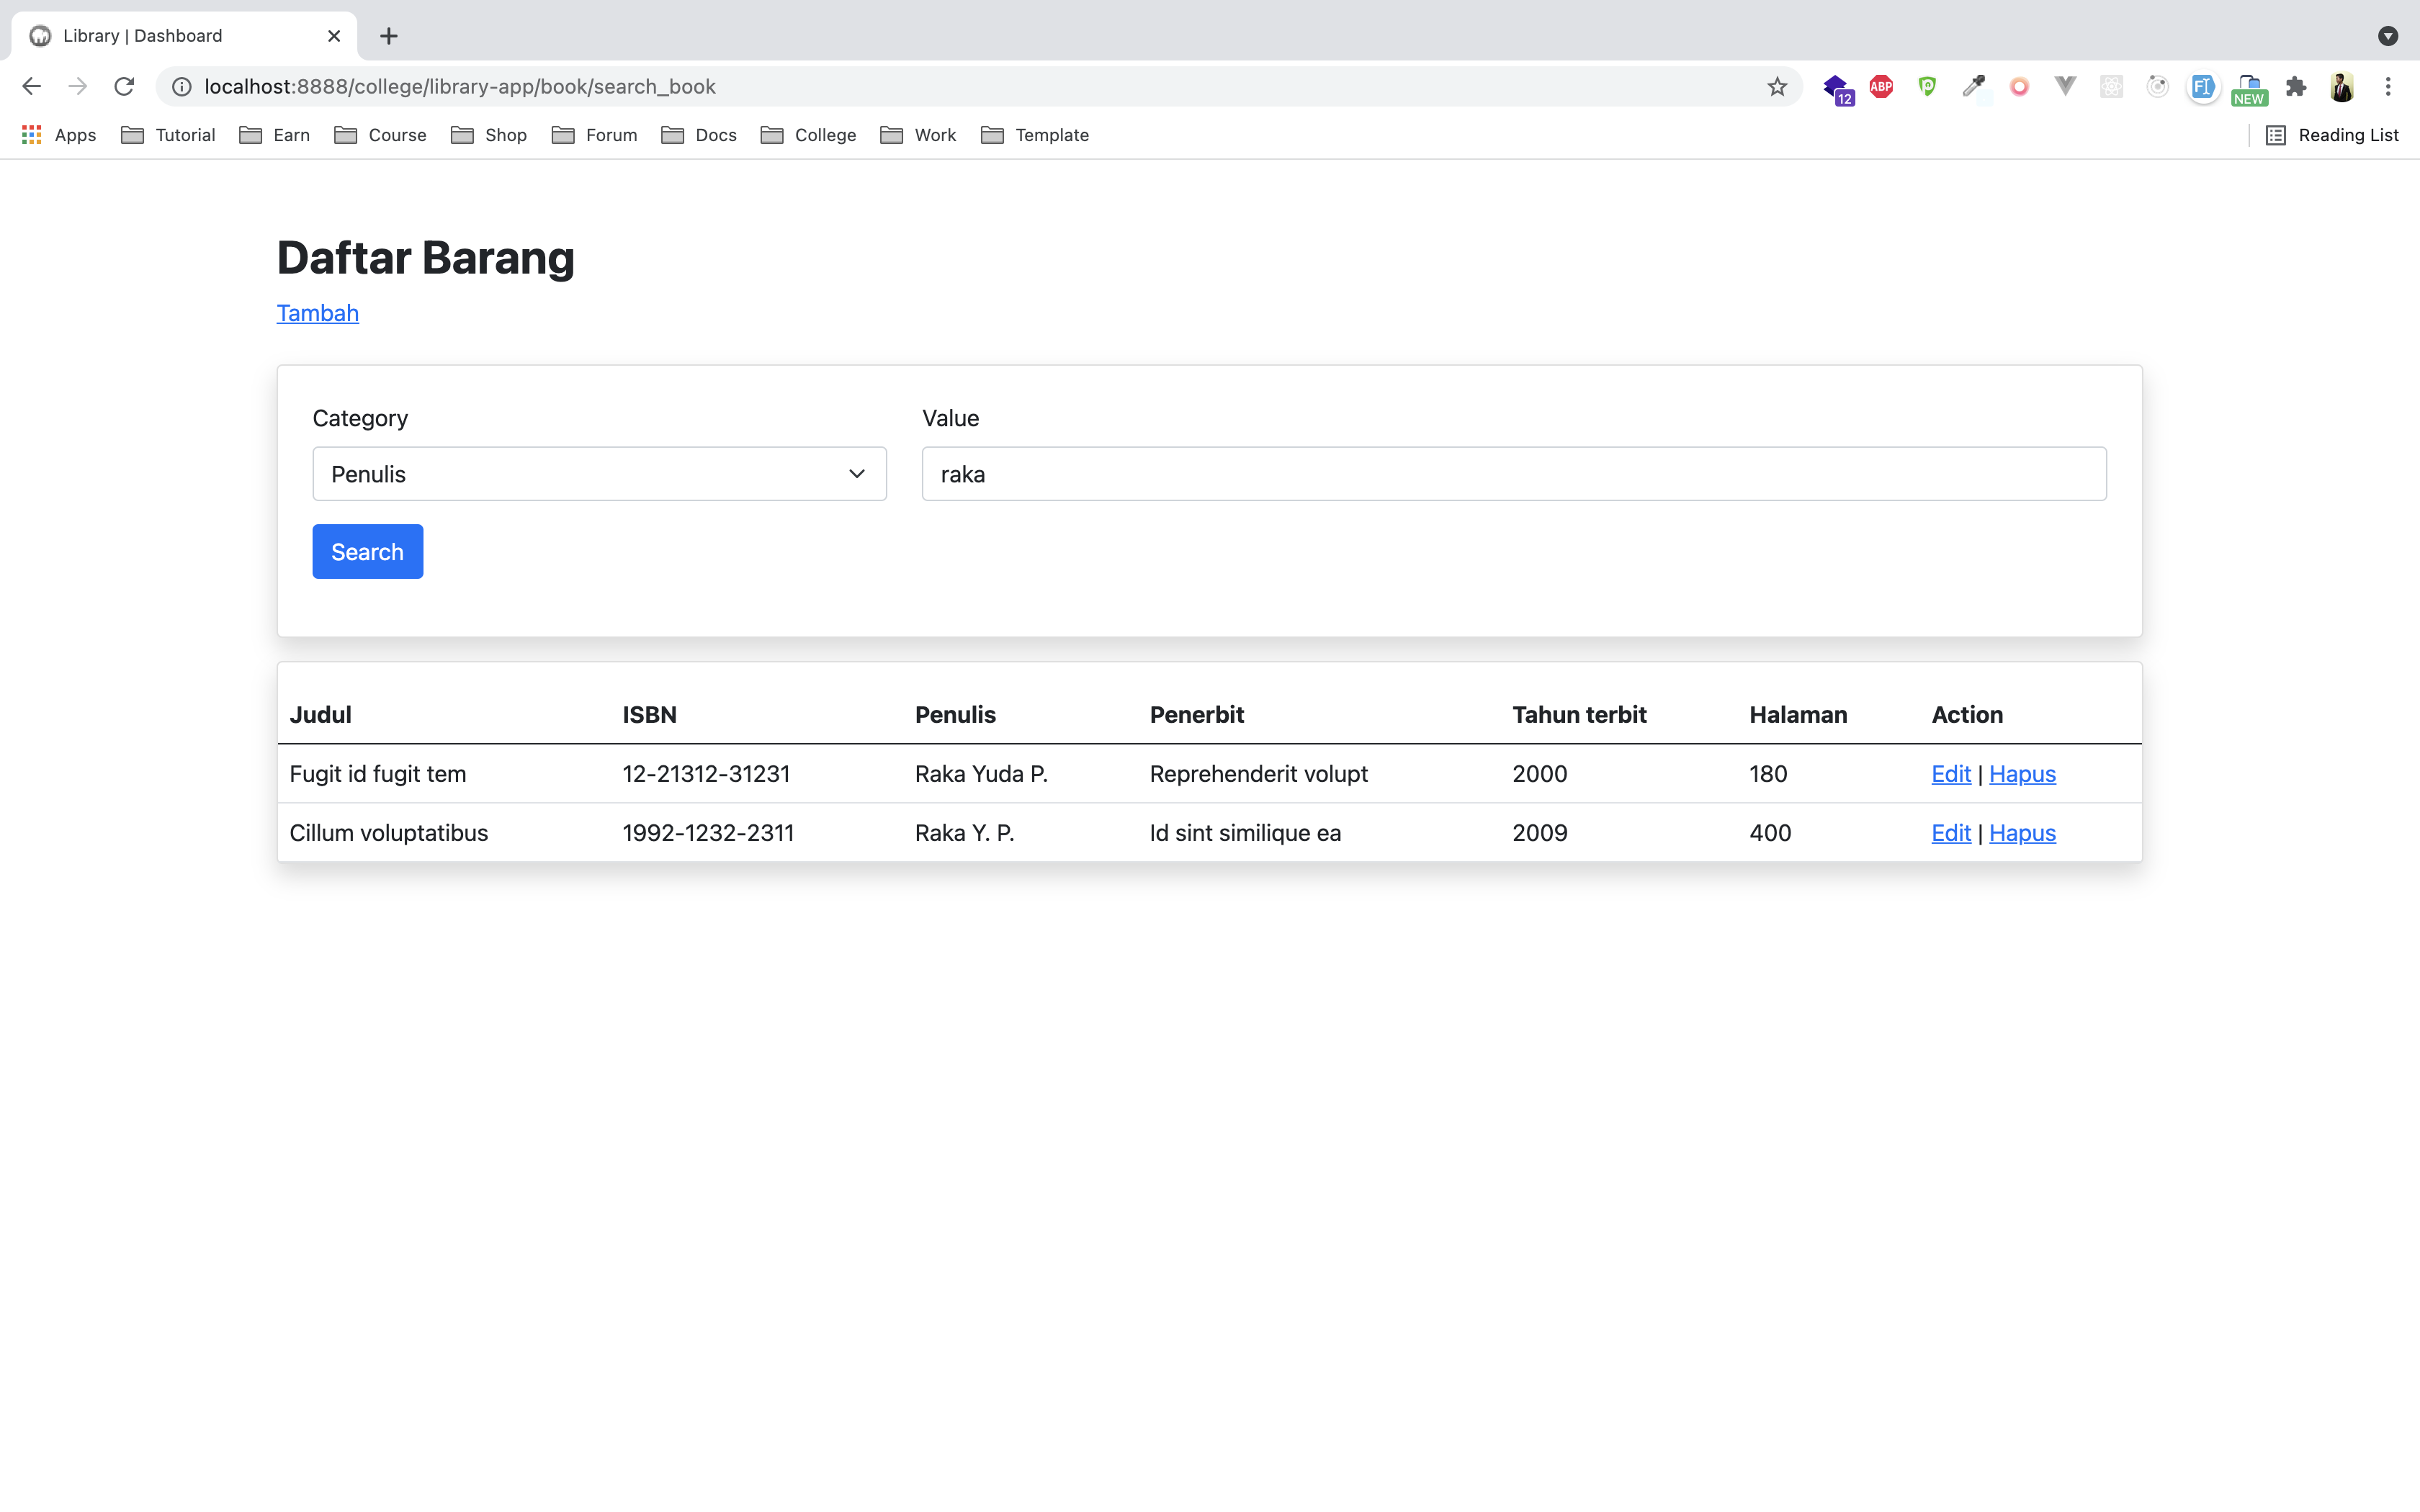 Library | Dashboard
localhost:8888/college/library-app/book/search_book
12
ABP
NEW
Apps Tutorial Earn Course Shop Forum Docs College Work Template Reading List
Daftar Barang
Tambah
Category Value
Penulis raka
Search
Judul ISBN Penulis Penerbit Tahun terbit Halaman Action
Fugit id fugit tem 12-21312-31231 Raka Yuda P. Reprehenderit volupt 2000 180 Edit | Hapus
Cillum voluptatibus 1992-1232-2311 Raka Y. P. Id sint similique ea 2009 400 Edit | Hapus